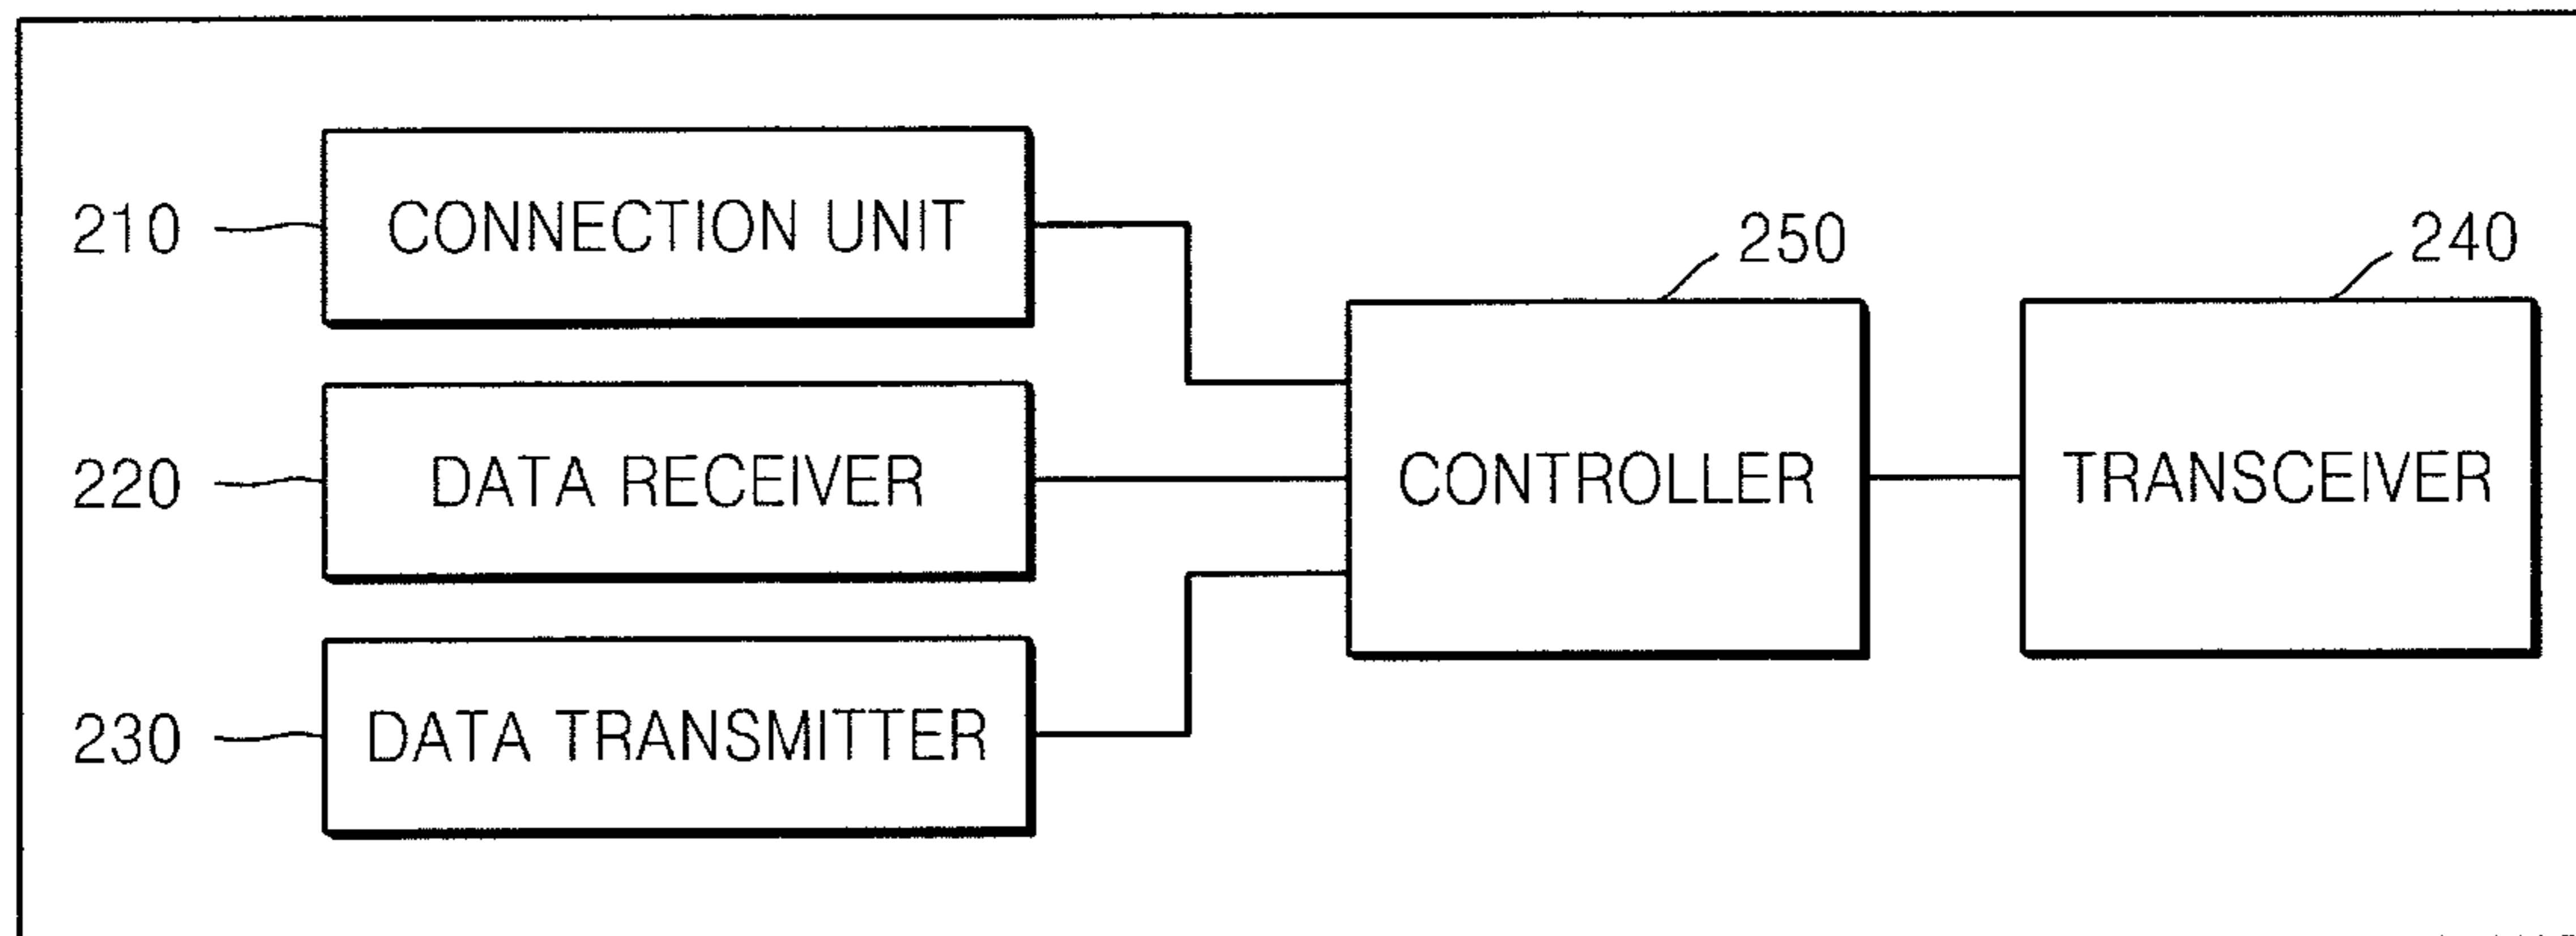 210
CONNECTION UNIT
250
240
220
DATA RECEIVER
CONTROLLER
TRANSCEIVER
230
DATA TRANSMITTER